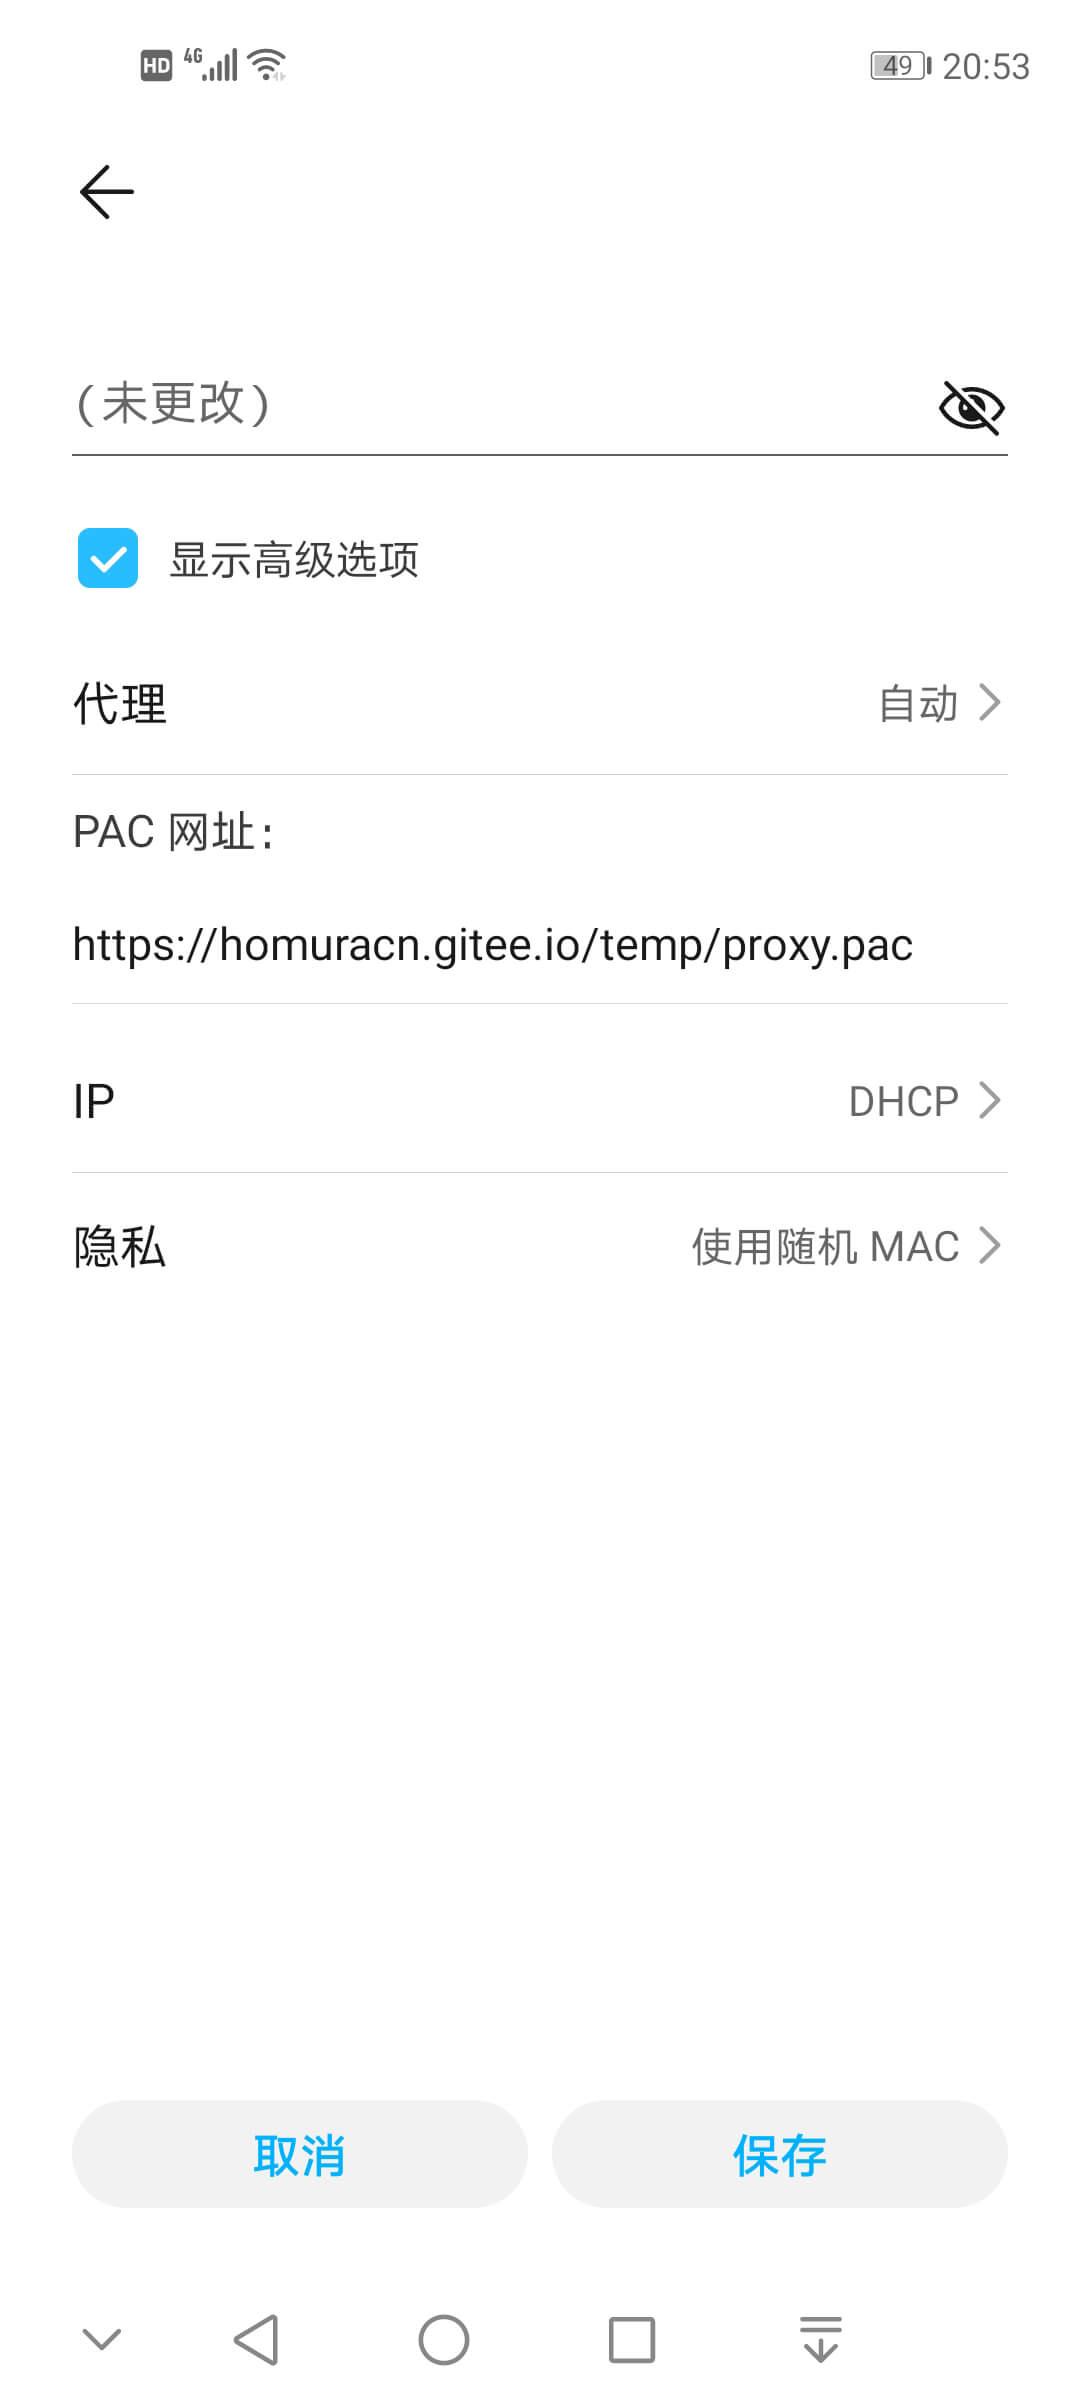 HD 4G 49 20:53
(未更改)
显示高级选项
代理 自动
PAC 网址:
https://homuracn.gitee.io/temp/proxy.pac
IP DHCP
隐私 使用随机 MAC
取消 保存